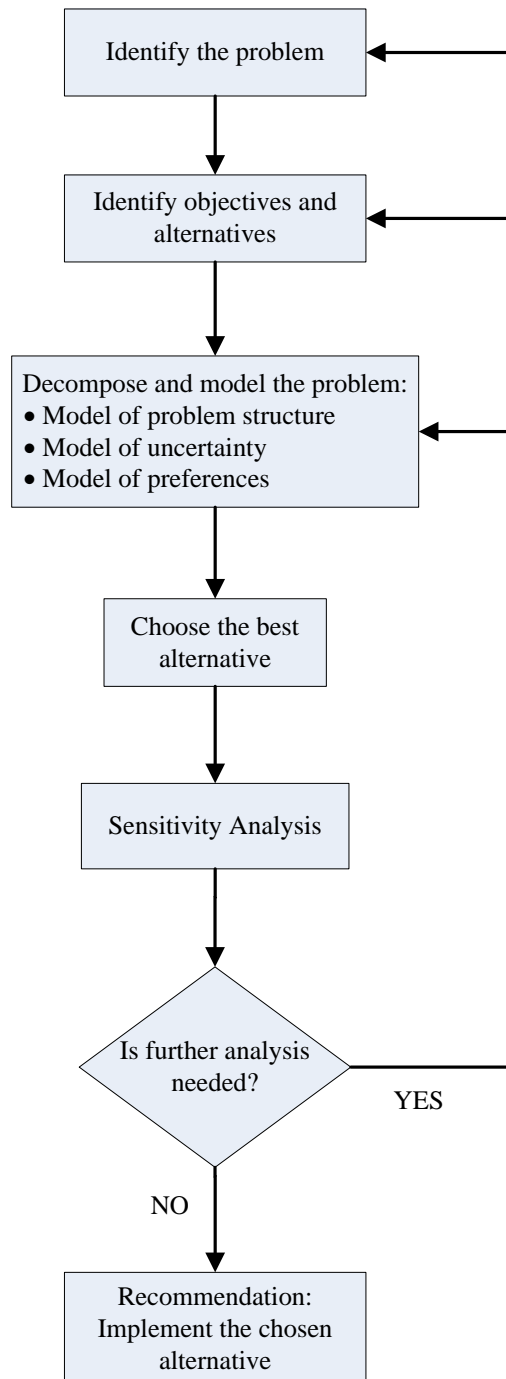 Identify the problem
Identify objectives and
alternatives
Decompose and model the problem:
• Model of problem structure
• Model of uncertainty
• Model of preferences
Choose the best
alternative
Sensitivity Analysis
Is further analysis
needed?
YES
NO
Recommendation:
Implement the chosen
alternative